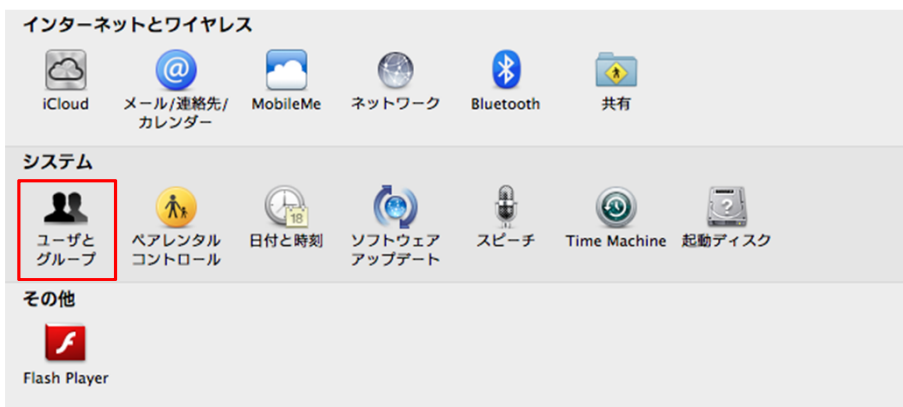 インターネットとワイヤレス
iCloud
メール/連絡先/
カレンダー
MobileMe
ネットワーク
Bluetooth
共有
システム
ユーザと
グループ
ペアレンタル
コントロール
18
日付と時刻
ソフトウェア
アップデート
スピーチ
Time Machine
?
起動ディスク
その他
Flash Player